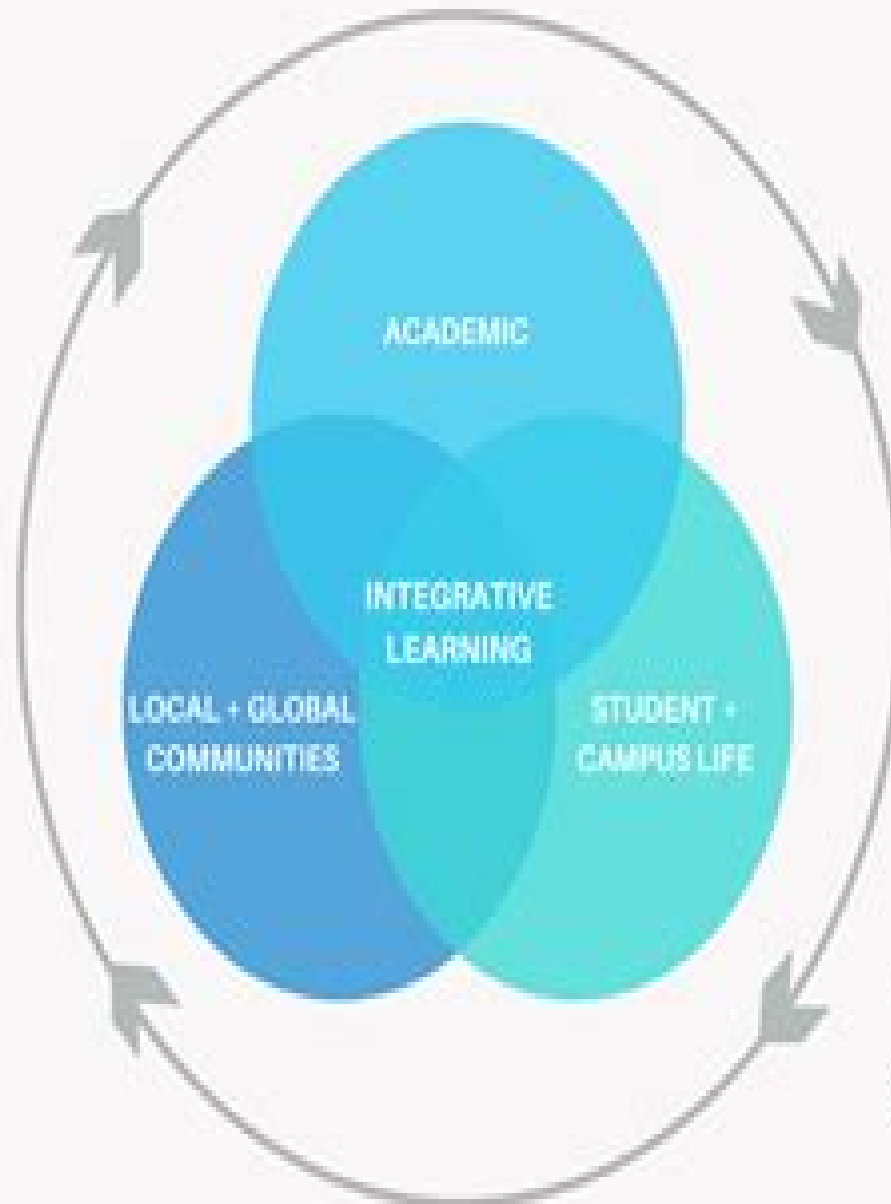 ACADEMIC
INTEGRATIVE
LEARNING
LOCAL + GLOBAL
COMMUNITIES
STUDENT +
CAMPUS LIFE